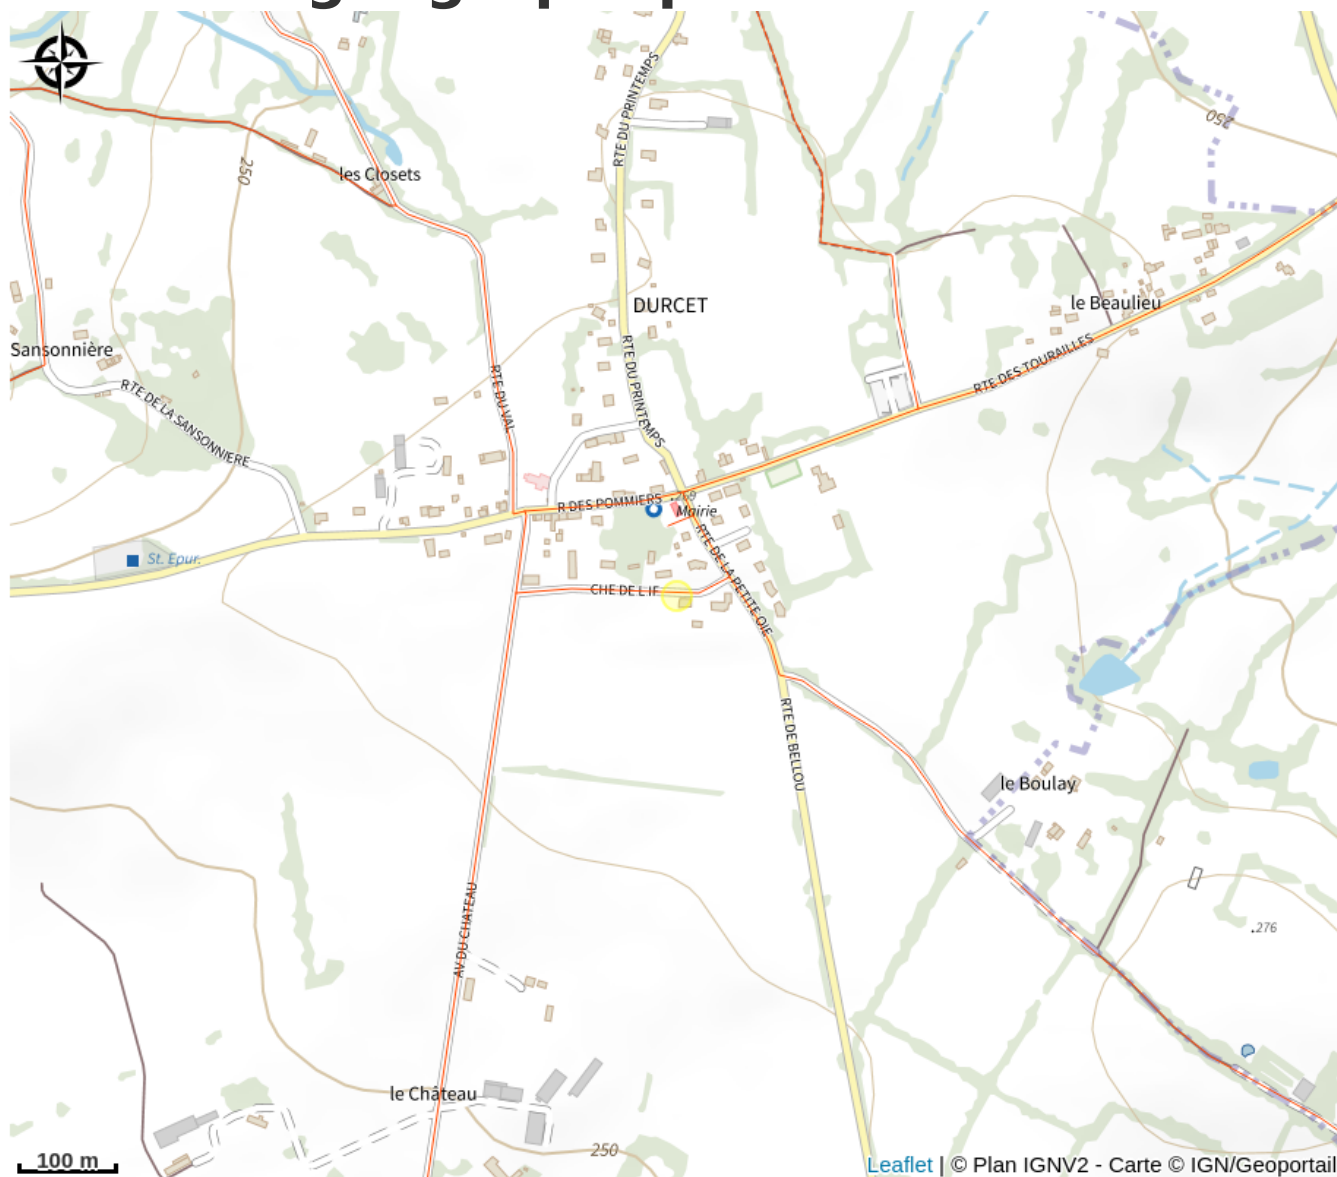 RTE DU PRINTEMPS
250
250
les Closets
le Beaulieu
DURCET
Sansonnière
RTE DE LA SANSONNIERE
RTE DU VAL
RTE DU PRINTEMPS
RTE DES TOURAILLES
R DES POMMIERS
.269
Mairie
St. Epur.
CHE DE L IF
RTE DE LA PETITE OIE
RTE DE BELLOU
le Boulay
.276
AV DU CHATEAU
le Château
250
100 m
Leaflet | © Plan IGNV2 - Carte © IGN/Geoportail